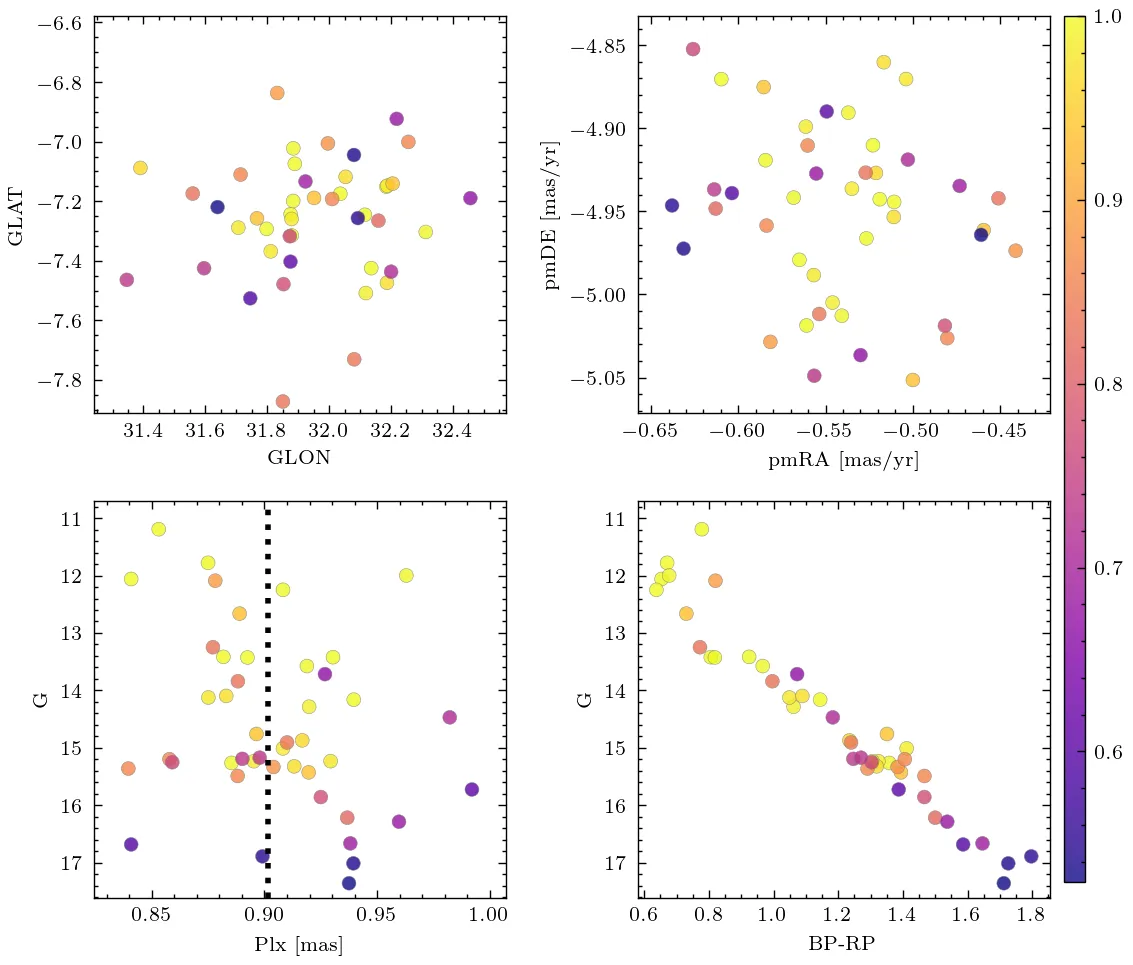 −6.6
−6.8
−7.0
−7.2
−7.4
−7.6
−7.8
GLAT
31.4 31.6 31.8 32.0 32.2 32.4
GLON
−4.85
−4.90
−4.95
−5.00
−5.05
pmDE [mas/yr]
−0.65 −0.60 −0.55 −0.50 −0.45
pmRA [mas/yr]
1.0
0.9
0.8
0.7
0.6
11
12
13
14
15
16
17
G
0.85 0.90 0.95 1.00
Plx [mas]
11
12
13
14
15
16
17
G
0.6 0.8 1.0 1.2 1.4 1.6 1.8
BP-RP